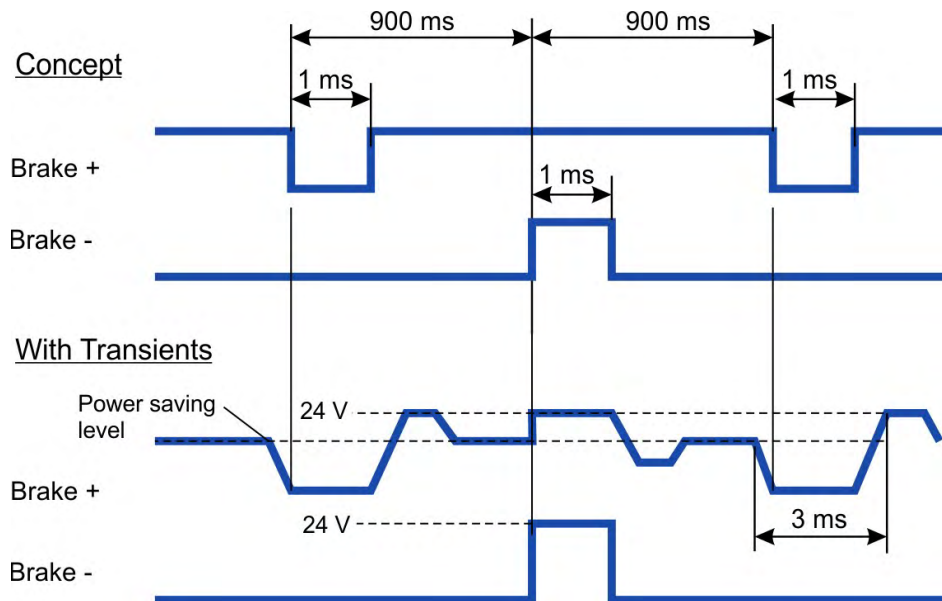 900 ms 900 ms
Concept
1 ms 1 ms
Brake +
1 ms
Brake -
With Transients
Power saving
level
24 V
Brake +
24 V
3 ms
Brake -